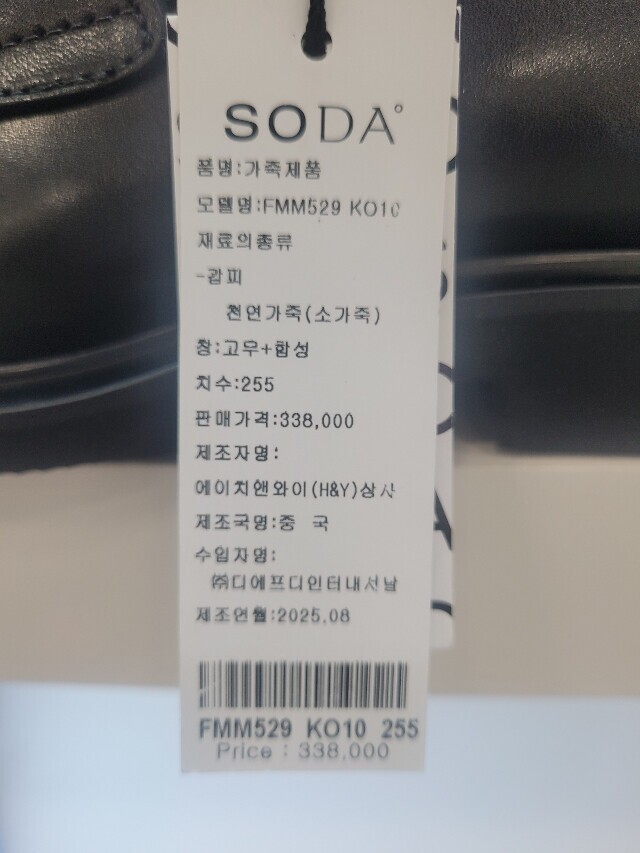 SODA
품명:가죽제품
모델명:FMM529 KO10
재료의종류
-겉피
천연가죽(소가죽)
창:고무+합성
치수:255
판매가격:338,000
제조자명:
에이치앤와이(H&Y)상사
제조국명:중 국
수입자명:
㈜디에프디인터내셔날
제조연월:2025.08
FMM529 KO10 255
Price : 338,000